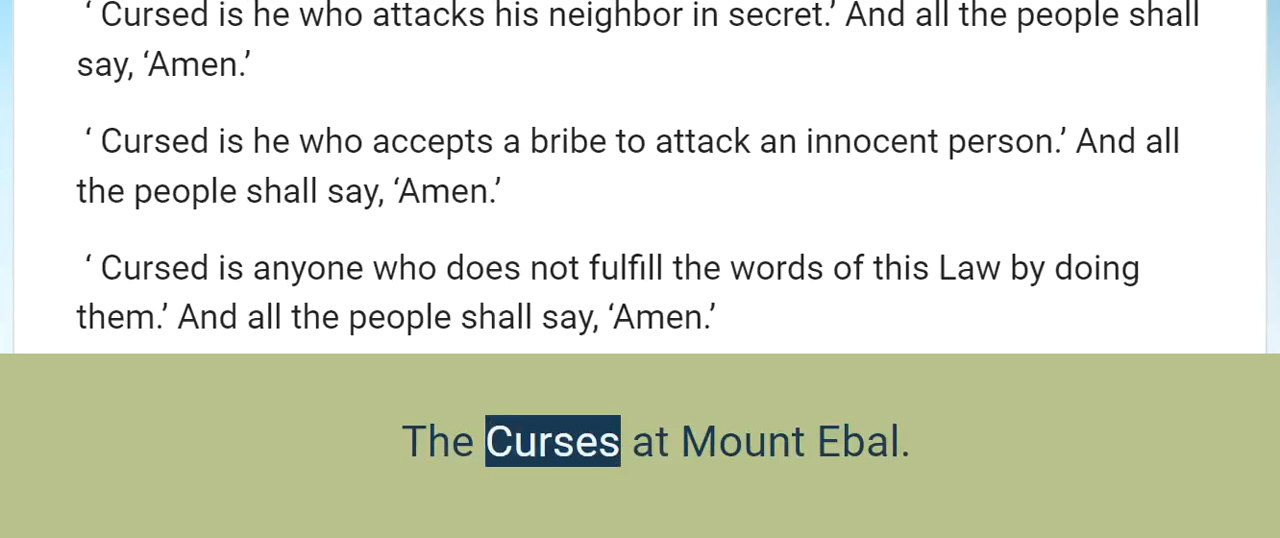 ‘ Cursed is he who attacks his neighbor in secret.’ And all the people shall
say, ‘Amen.’
‘ Cursed is he who accepts a bribe to attack an innocent person.’ And all
the people shall say, ‘Amen.’
‘ Cursed is anyone who does not fulfill the words of this Law by doing
them.’ And all the people shall say, ‘Amen.’
The Curses at Mount Ebal.